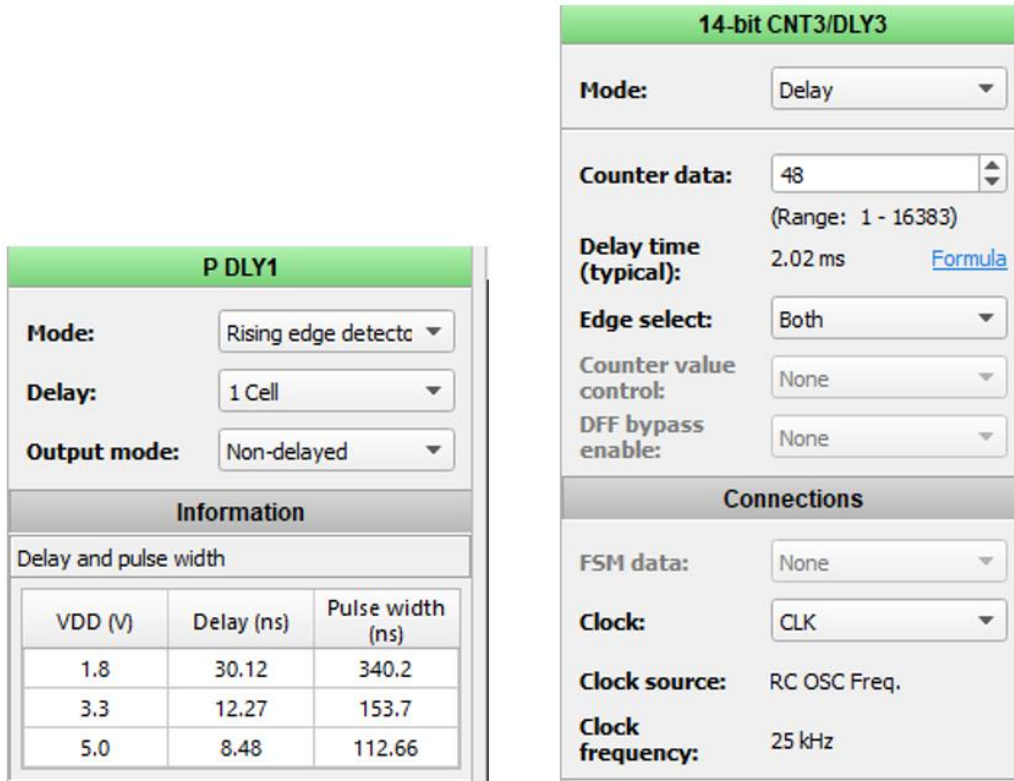 P DLY1
Mode: Rising edge detectc
Delay: 1 Cell
Output mode: Non-delayed
Information
Delay and pulse width
VDD (V) Delay (ns) Pulse width
(ns)
1.8 30.12 340.2
3.3 12.27 153.7
5.0 8.48 112.66
14-bit CNT3/DLY3
Mode: Delay
Counter data: 48
(Range: 1 - 16383)
Delay time
(typical): 2.02 ms Formula
Edge select: Both
Counter value
control: None
DFF bypass
enable: None
Connections
FSM data: None
Clock: CLK
Clock source: RC OSC Freq.
Clock
frequency: 25 kHz